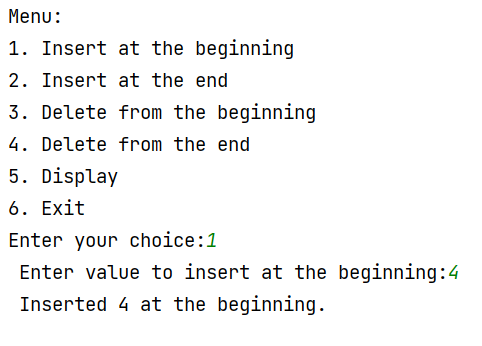 Menu:
1. Insert at the beginning
2. Insert at the end
3. Delete from the beginning
4. Delete from the end
5. Display
6. Exit
Enter your choice:1
 Enter value to insert at the beginning:4
 Inserted 4 at the beginning.